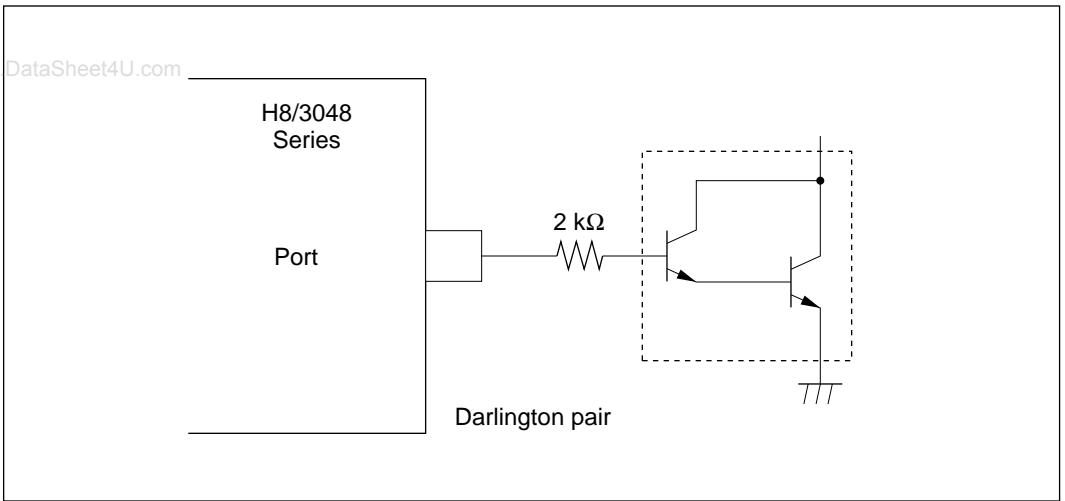 DataSheet4U.com
H8/3048
Series
2 kΩ
Port
Darlington pair